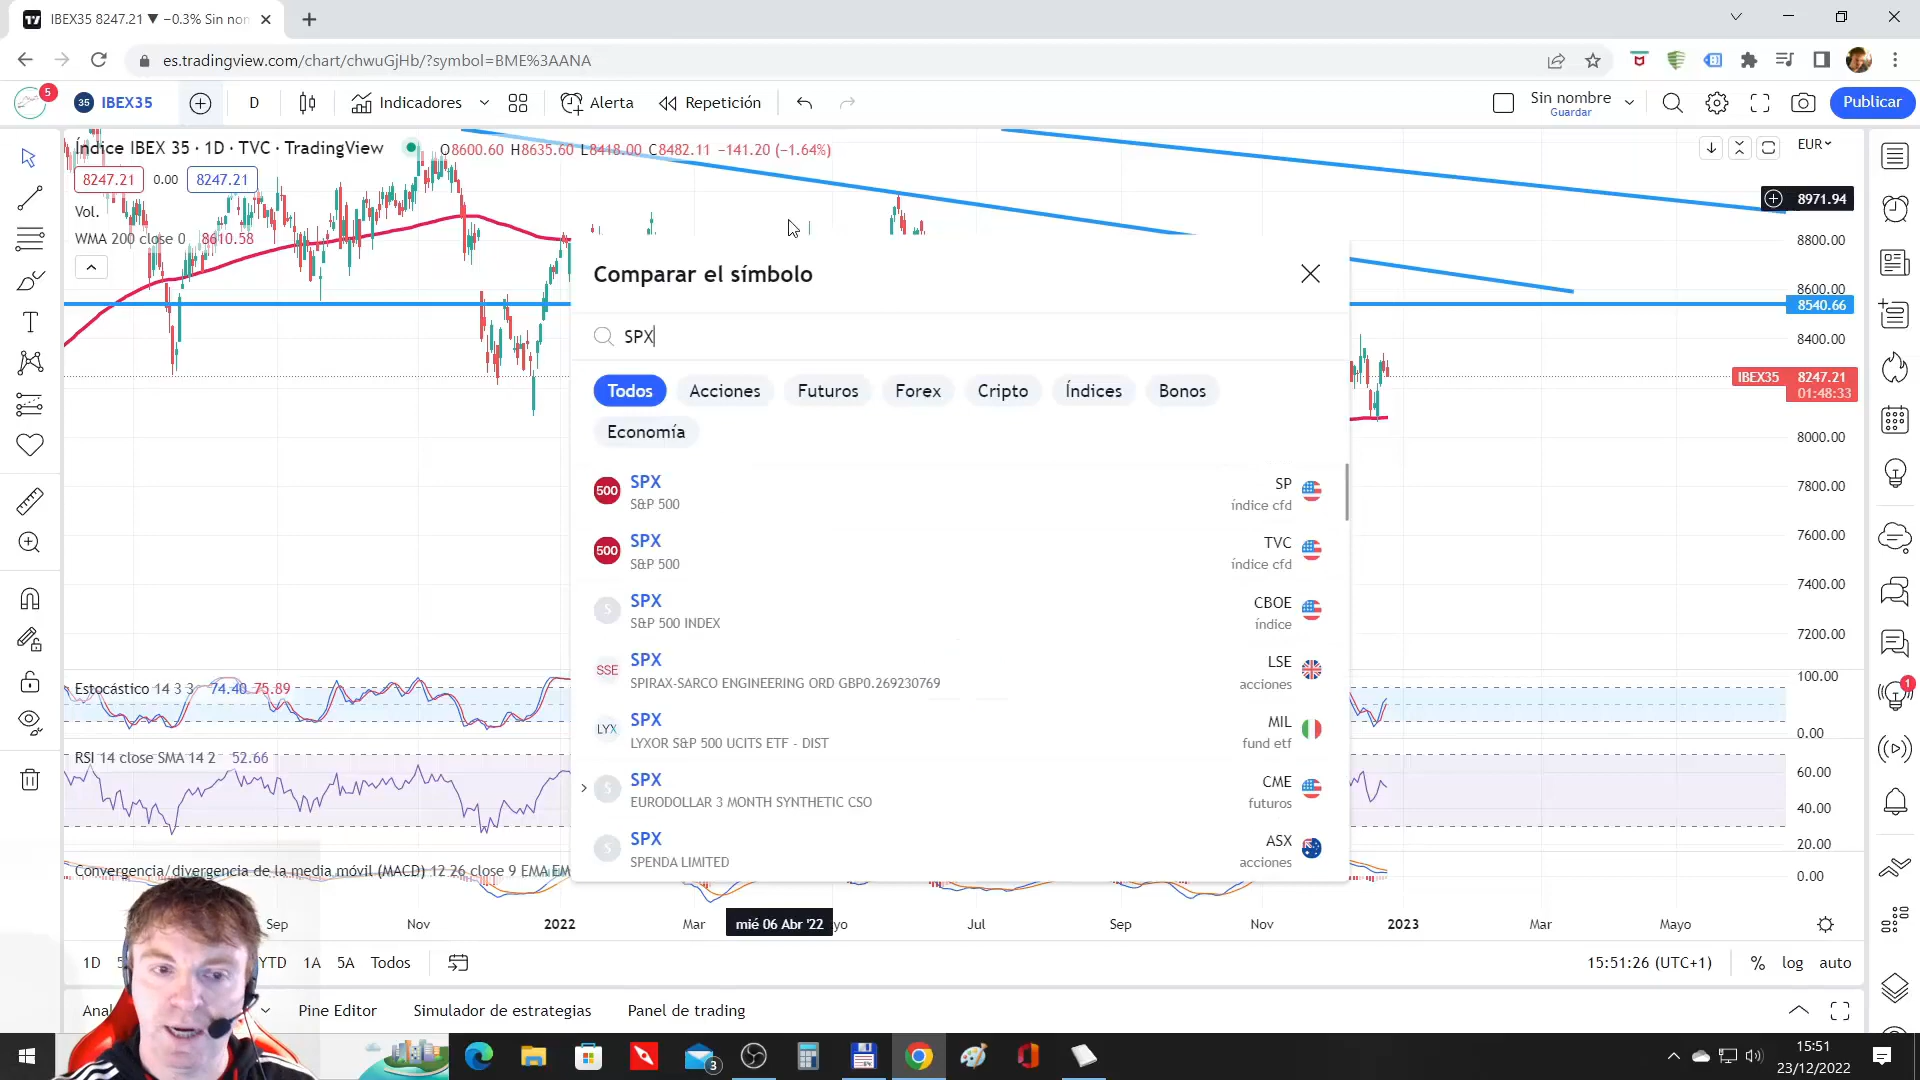 IBEX35 8247.21 ▼ −0.3% Sin non
es.tradingview.com/chart/chwuGjHb/?symbol=BME%3AANA
5
35 IBEX35
D
Indicadores
Alerta
Repetición
Sin nombre
Guardar
Publicar
Índice IBEX 35 · 1D · TVC · TradingView
O8600.60 H8635.60 L8418.00 C8482.11 −141.20 (−1.64%)
EUR
8247.21 0.00 8247.21
Vol.
WMA 200 close 0 8610.58
8971.94
8800.00
8600.00
8540.66
8400.00
IBEX35 8247.21
01:48:33
8000.00
7800.00
7600.00
7400.00
7200.00
Comparar el símbolo
SPX
Todos
Acciones
Futuros
Forex
Cripto
Índices
Bonos
Economía
500 SPX SP
S&P 500 índice cfd
500 SPX TVC
S&P 500 índice cfd
S SPX CBOE
S&P 500 INDEX índice
SSE SPX LSE
SPIRAX-SARCO ENGINEERING ORD GBP0.269230769 acciones
LYX SPX MIL
LYXOR S&P 500 UCITS ETF - DIST fund etf
S SPX CME
EURODOLLAR 3 MONTH SYNTHETIC CSO futuros
S SPX ASX
SPENDA LIMITED acciones
Estocástico 14 3 3 74.40 75.89
100.00
0.00
RSI 14 close SMA 14 2 52.66
60.00
40.00
20.00
Convergencia/divergencia de la media móvil (MACD) 12 26 close 9 EMA EM
0.00
1
Sep
Nov
2022
Mar
mié 06 Abr '22
yo
Jul
Sep
Nov
2023
Mar
Mayo
1D 5 YTD 1A 5A Todos
15:51:26 (UTC+1)
% log auto
Anal
Pine Editor
Simulador de estrategias
Panel de trading
3
15:51
23/12/2022